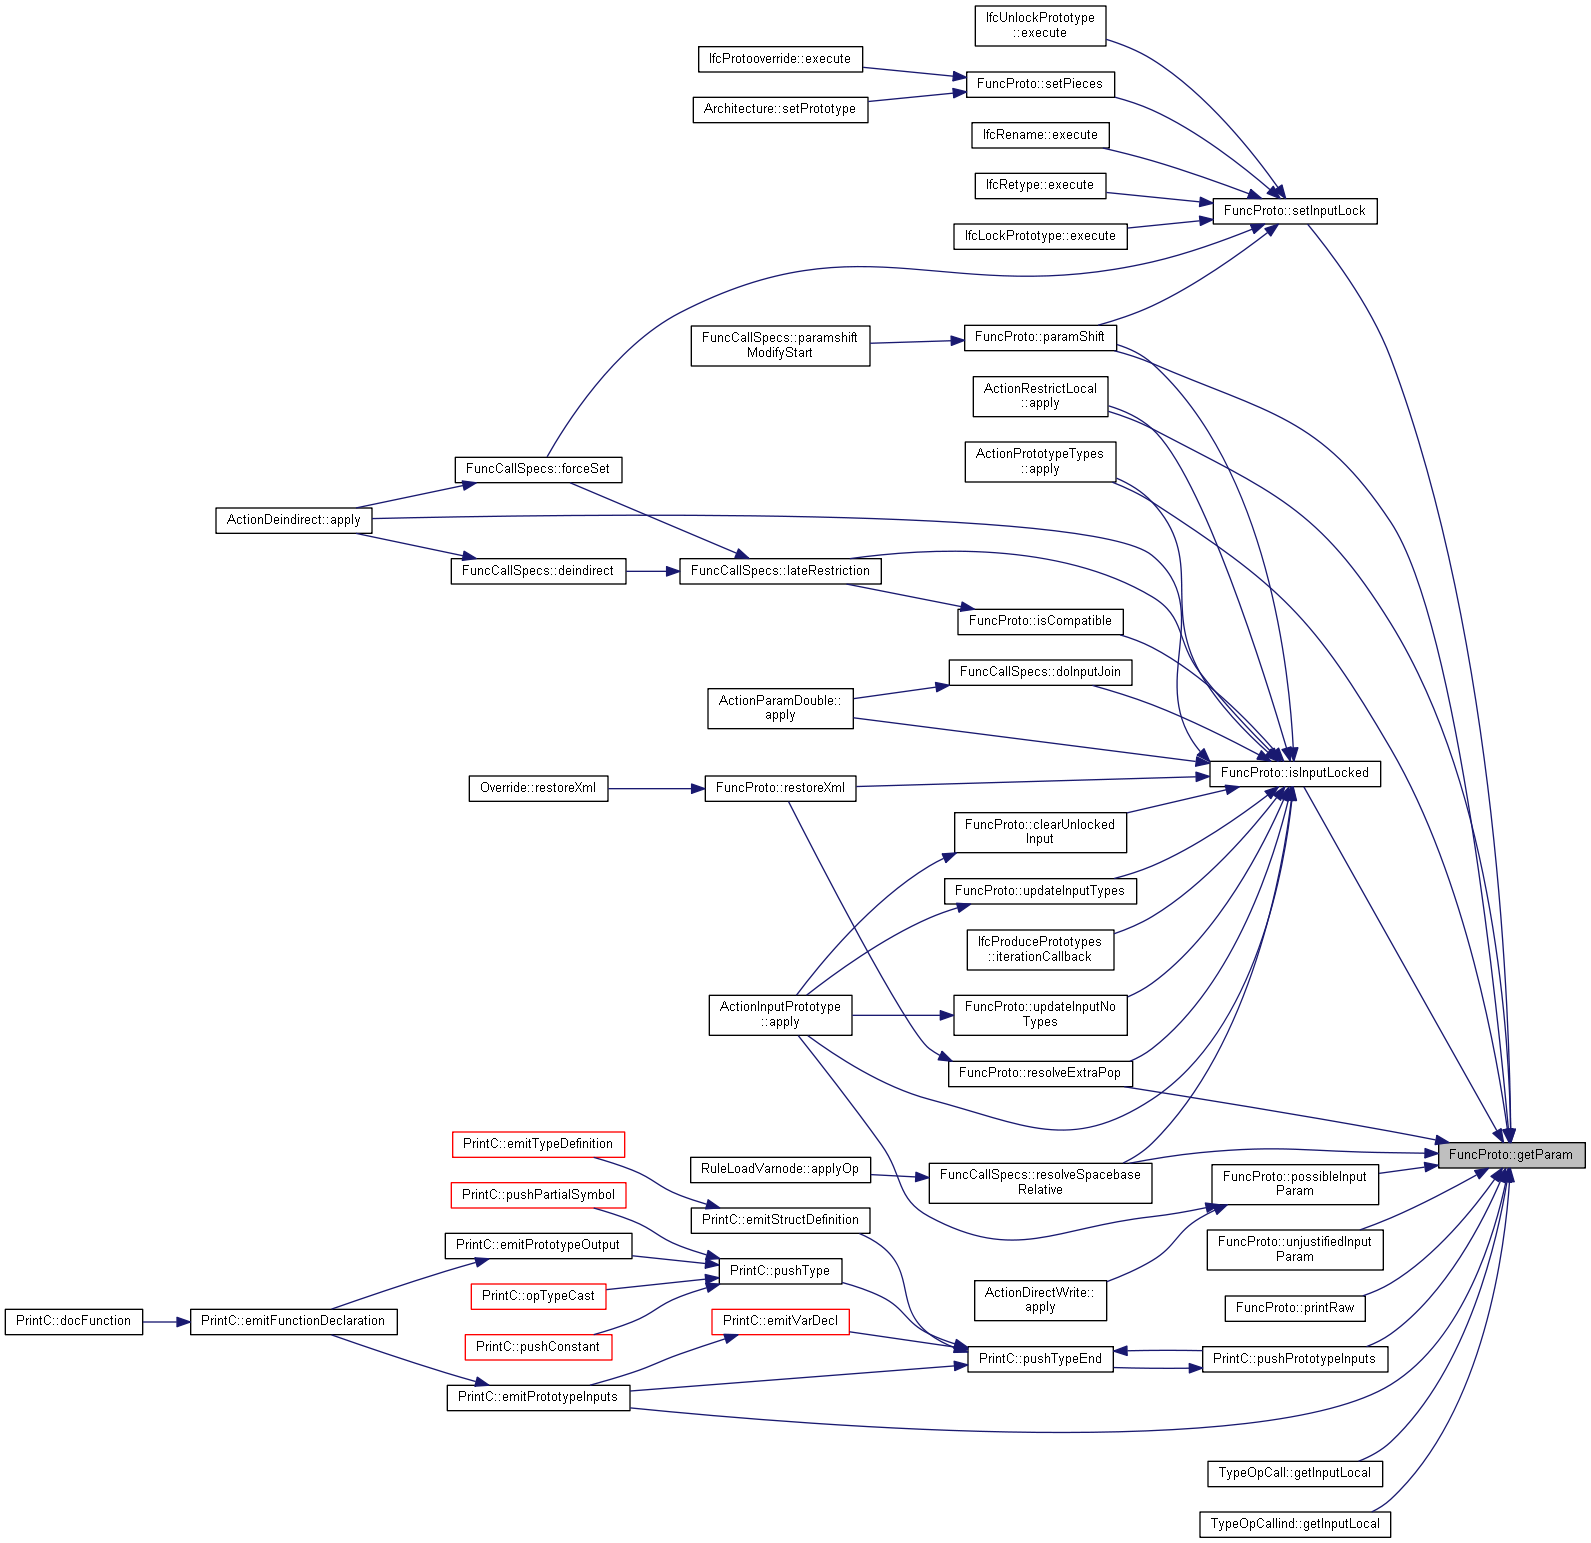 IfcUnlockPrototype
::execute
IfcProtooverride::execute
FuncProto::setPieces
Architecture::setPrototype
IfcRename::execute
IfcRetype::execute
FuncProto::setInputLock
IfcLockPrototype::execute
FuncCallSpecs::paramshift
ModifyStart
FuncProto::paramShift
ActionRestrictLocal
::apply
ActionPrototypeTypes
::apply
FuncCallSpecs::forceSet
ActionDeindirect::apply
FuncCallSpecs::deindirect
FuncCallSpecs::lateRestriction
FuncProto::isCompatible
FuncCallSpecs::doInputJoin
ActionParamDouble::
apply
FuncProto::isInputLocked
Override::restoreXml
FuncProto::restoreXml
FuncProto::clearUnlocked
Input
FuncProto::updateInputTypes
IfcProducePrototypes
::iterationCallback
ActionInputPrototype
::apply
FuncProto::updateInputNo
Types
FuncProto::resolveExtraPop
PrintC::emitTypeDefinition
FuncProto::getParam
RuleLoadVarnode::applyOp
FuncCallSpecs::resolveSpacebase
Relative
FuncProto::possibleInput
Param
PrintC::pushPartialSymbol
PrintC::emitStructDefinition
PrintC::emitPrototypeOutput
FuncProto::unjustifiedInput
Param
PrintC::pushType
PrintC::opTypeCast
ActionDirectWrite::
apply
FuncProto::printRaw
PrintC::docFunction
PrintC::emitFunctionDeclaration
PrintC::emitVarDecl
PrintC::pushConstant
PrintC::pushTypeEnd
PrintC::pushPrototypeInputs
PrintC::emitPrototypeInputs
TypeOpCall::getInputLocal
TypeOpCallind::getInputLocal